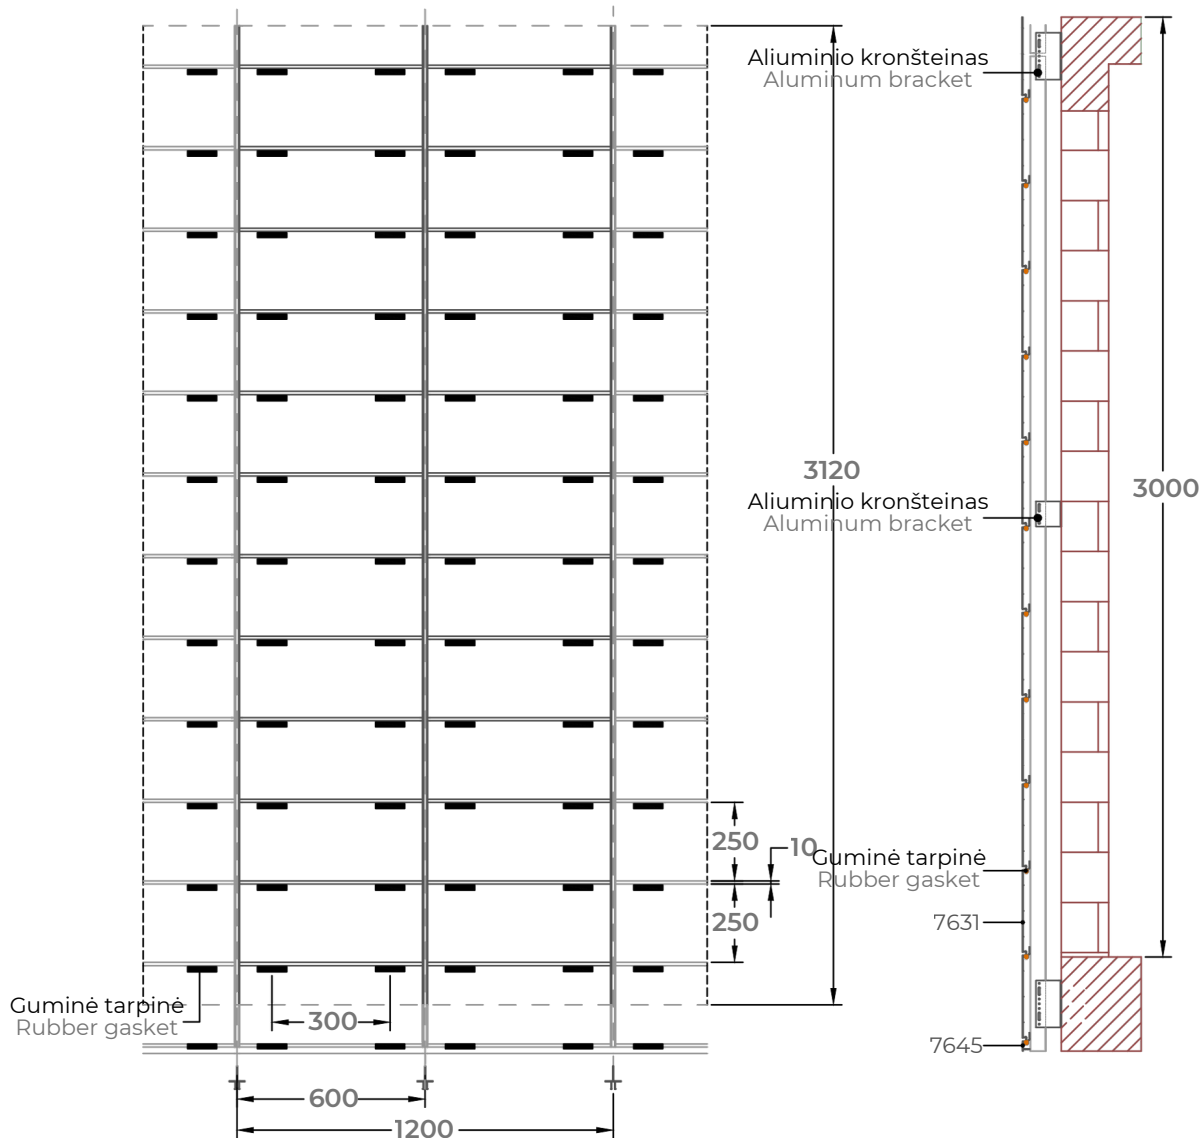 Aliuminio kronšteinas
Aluminum bracket
3120
3000
Aliuminio kronšteinas
Aluminum bracket
250
10
Guminė tarpinė
Rubber gasket
250
7631
Guminė tarpinė
Rubber gasket
300
7645
600
1200